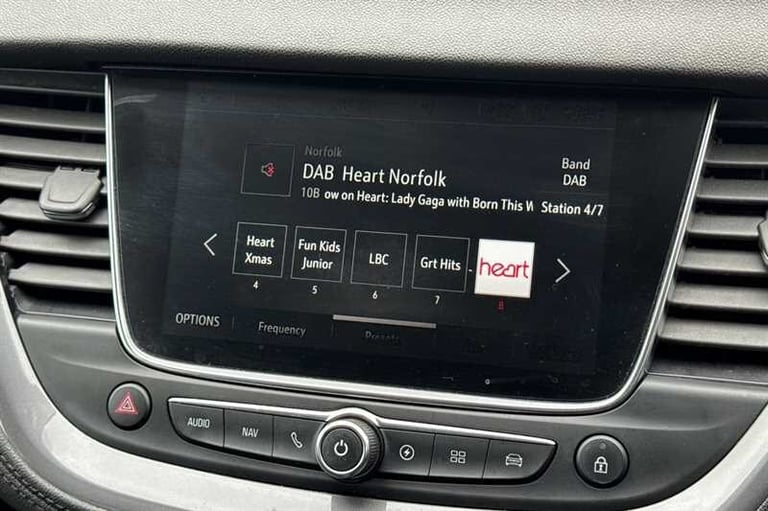 Norfolk
DAB Heart Norfolk
Band
DAB
10B ow on Heart: Lady Gaga with Born This W
Station 4/7
Heart
Xmas
Fun Kids
Junior
LBC
Grt Hits
heart
4
5
6
7
8
OPTIONS
Frequency
Presets
AUDIO
NAV